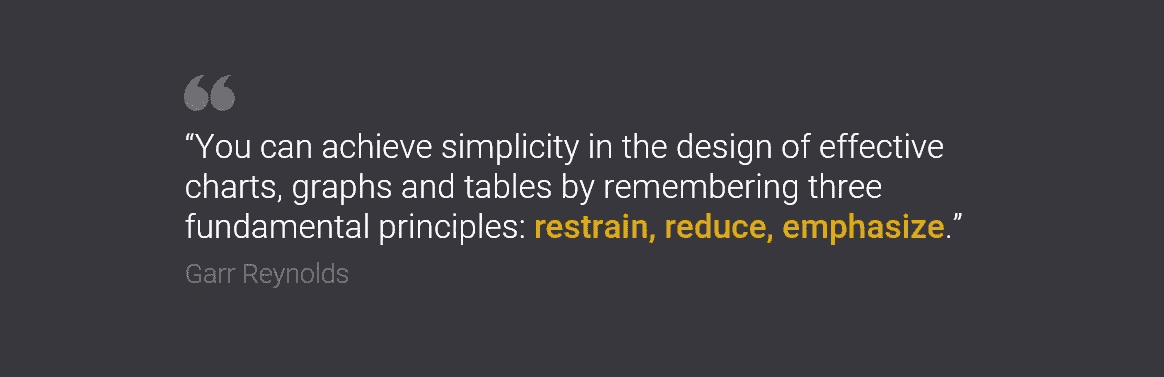 “You can achieve simplicity in the design of effective
charts, graphs and tables by remembering three
fundamental principles: restrain, reduce, emphasize.”
Garr Reynolds